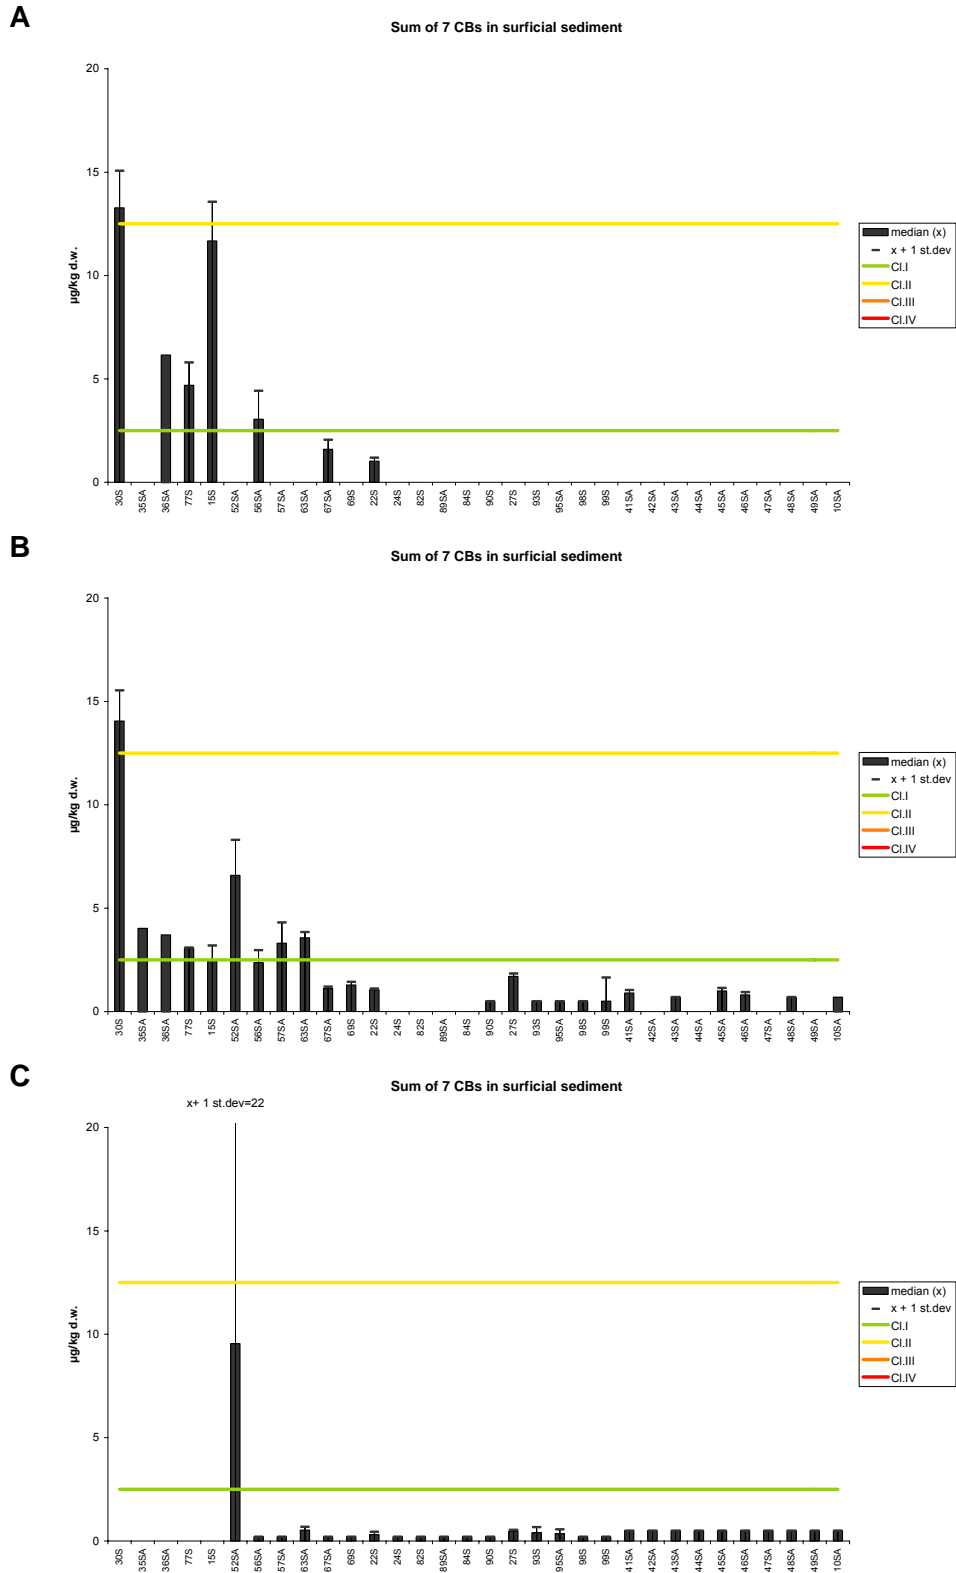 A
Sum of 7 CBs in surficial sediment
20
15
10
5
0
µg/kg d.w.
30S
35SA
36SA
77S
15S
52SA
56SA
57SA
63SA
67SA
69S
22S
24S
82S
89SA
84S
90S
27S
93S
95SA
98S
99S
41SA
42SA
43SA
44SA
45SA
46SA
47SA
48SA
49SA
10SA
median (x)
x + 1 st.dev
Cl.I
Cl.II
Cl.III
Cl.IV
B
Sum of 7 CBs in surficial sediment
20
15
10
5
0
µg/kg d.w.
30S
35SA
36SA
77S
15S
52SA
56SA
57SA
63SA
67SA
69S
22S
24S
82S
89SA
84S
90S
27S
93S
95SA
98S
99S
41SA
42SA
43SA
44SA
45SA
46SA
47SA
48SA
49SA
10SA
median (x)
x + 1 st.dev
Cl.I
Cl.II
Cl.III
Cl.IV
C
Sum of 7 CBs in surficial sediment
x+ 1 st.dev=22
20
15
10
5
0
µg/kg d.w.
30S
35SA
36SA
77S
15S
52SA
56SA
57SA
63SA
67SA
69S
22S
24S
82S
89SA
84S
90S
27S
93S
95SA
98S
99S
41SA
42SA
43SA
44SA
45SA
46SA
47SA
48SA
49SA
10SA
median (x)
x + 1 st.dev
Cl.I
Cl.II
Cl.III
Cl.IV